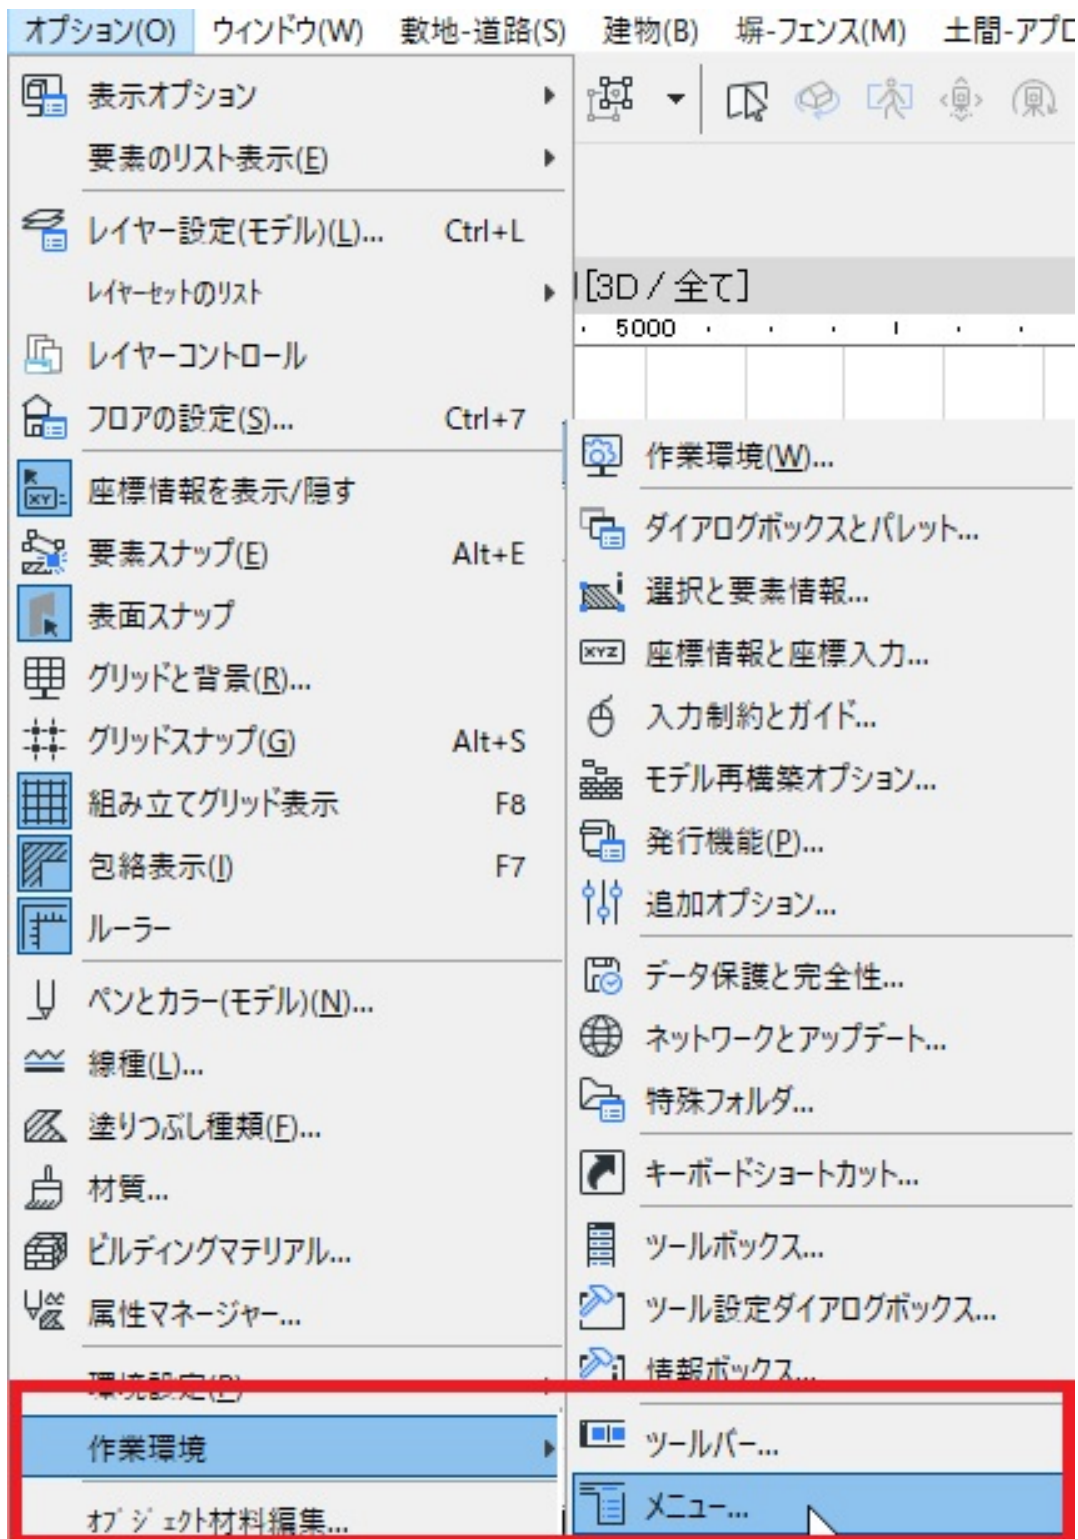 オプション(O) ウィンドウ(W) 敷地-道路(S) 建物(B) 塀-フェンス(M) 土間-アプロ
表示オプション
要素のリスト表示(E)
レイヤー設定(モデル)(L)... Ctrl+L
レイヤーセットのリスト
レイヤーコントロール
フロアの設定(S)... Ctrl+7
座標情報を表示/隠す
XY:
要素スナップ(E) Alt+E
表面スナップ
グリッドと背景(R)...
グリッドスナップ(G) Alt+S
組み立てグリッド表示 F8
包絡表示(I) F7
ルーラー
ペンとカラー(モデル)(N)...
線種(L)...
塗りつぶし種類(F)...
材質...
ビルディングマテリアル...
属性マネージャー...
環境設定(P)
作業環境
オブジェクト材料編集...
[3D / 全て]
5000
作業環境(W)...
ダイアログボックスとパレット...
選択と要素情報...
XYZ
座標情報と座標入力...
入力制約とガイド...
モデル再構築オプション...
発行機能(P)...
追加オプション...
データ保護と完全性...
ネットワークとアップデート...
特殊フォルダ...
キーボードショートカット...
ツールボックス...
ツール設定ダイアログボックス...
情報ボックス...
ツールバー...
メニュー...